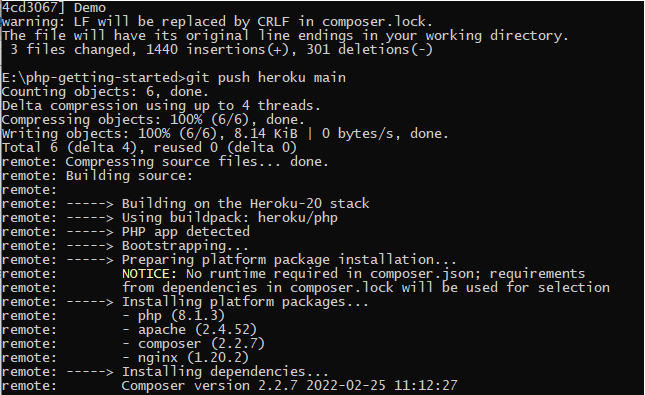 4cd3067] Demo
warning: LF will be replaced by CRLF in composer.lock.
The file will have its original line endings in your working directory.
 3 files changed, 1440 insertions(+), 301 deletions(-)

E:\php-getting-started>git push heroku main
Counting objects: 6, done.
Delta compression using up to 4 threads.
Compressing objects: 100% (6/6), done.
Writing objects: 100% (6/6), 8.14 KiB | 0 bytes/s, done.
Total 6 (delta 4), reused 0 (delta 0)
remote: Compressing source files... done.
remote: Building source:
remote:
remote: -----> Building on the Heroku-20 stack
remote: -----> Using buildpack: heroku/php
remote: -----> PHP app detected
remote: -----> Bootstrapping...
remote: -----> Preparing platform package installation...
remote:        NOTICE: No runtime required in composer.json; requirements
remote:        from dependencies in composer.lock will be used for selection
remote: -----> Installing platform packages...
remote:        - php (8.1.3)
remote:        - apache (2.4.52)
remote:        - composer (2.2.7)
remote:        - nginx (1.20.2)
remote: -----> Installing dependencies...
remote:        Composer version 2.2.7 2022-02-25 11:12:27